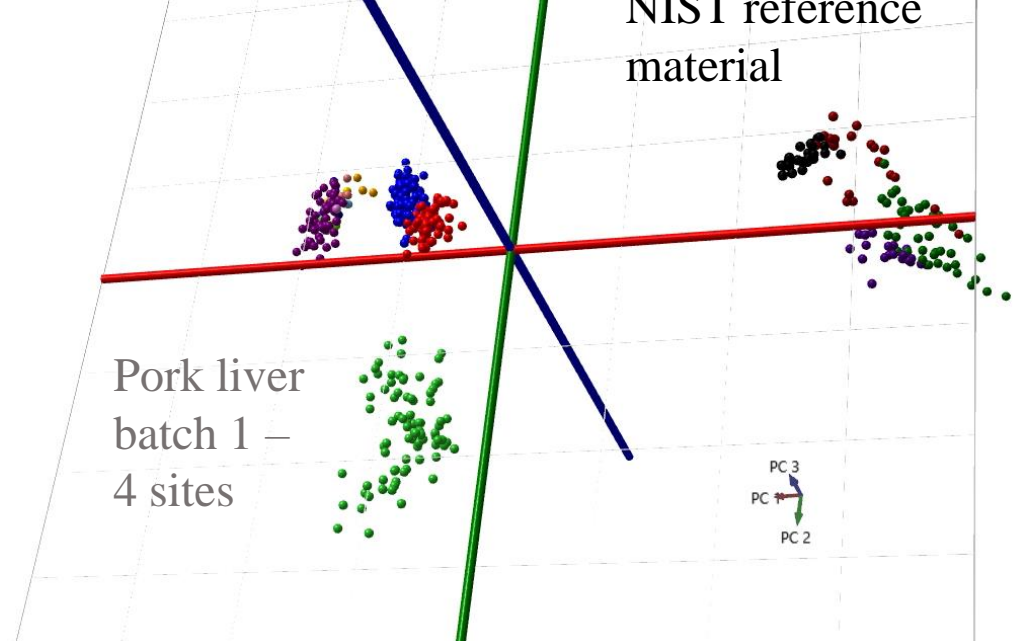 NIST reference
material
Pork liver
batch 1 –
4 sites
PC 3
PC 1
PC 2